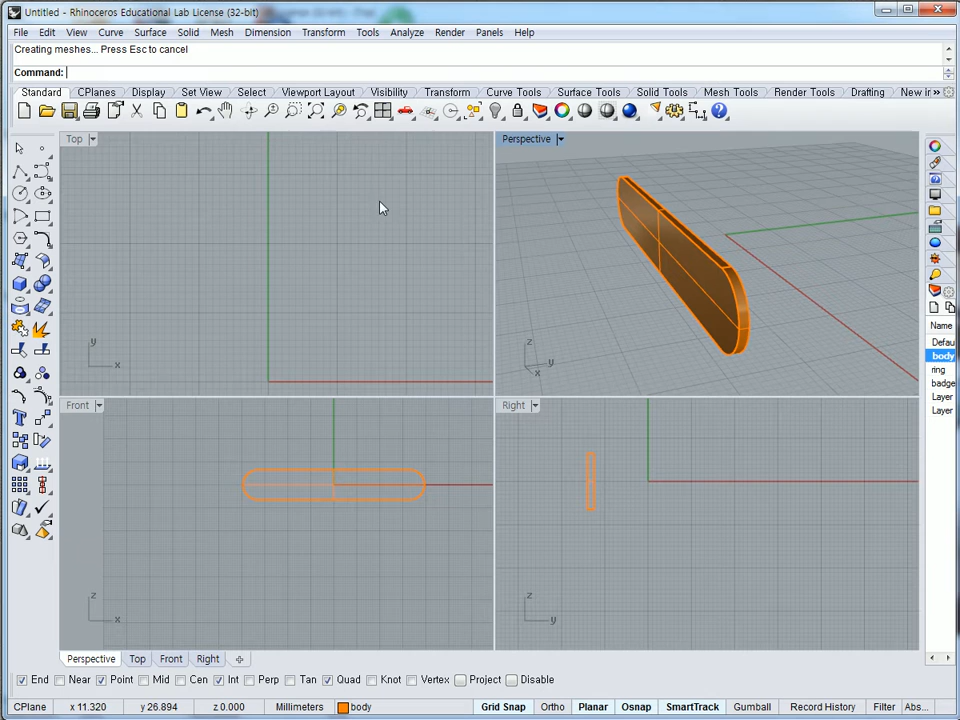 Untitled - Rhinoceros Educational Lab License (32-bit)
File Edit View Curve Surface Solid Mesh Dimension Transform Tools Analyze Render Panels Help
Creating meshes... Press Esc to cancel
Command:
Standard CPlanes Display Set View Select Viewport Layout Visibility Transform Curve Tools Surface Tools Solid Tools Mesh Tools Render Tools Drafting New in »
Top
Perspective
Name
Defau
body
ring
badge
Layer
Layer
y
x
z
y
x
Front
Right
z
x
z
y
Perspective Top Front Right
End Near Point Mid Cen Int Perp Tan Quad Knot Vertex Project Disable
CPlane x 11.320 y 26.894 z 0.000 Millimeters body Grid Snap Ortho Planar Osnap SmartTrack Gumball Record History Filter Abs...